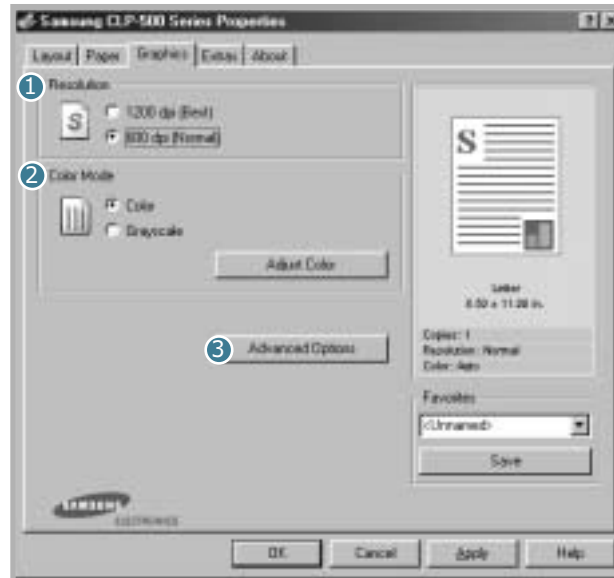 Samsung CLP-500 Series Properties
Layout Paper Graphics Extras About
1 Resolution
S
1200 dpi (Best)
600 dpi (Normal)
2 Color Mode
Color
Grayscale
Adjust Color
3 Advanced Options
S
Letter
8.50 x 11.00 in.
Copies: 1
Resolution: Normal
Color: Auto
Favorites
<Unnamed>
Save
SAMSUNG
ELECTRONICS
OK Cancel Apply Help